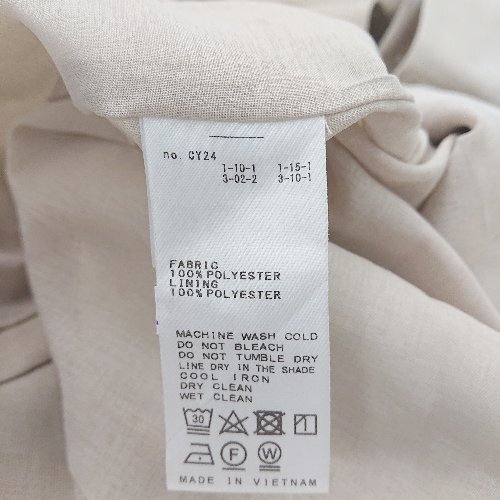 no. CY24
1-10-1 1-15-1
3-02-2 3-10-1
FABRIC
100% POLYESTER
LINING
100% POLYESTER
MACHINE WASH COLD
DO NOT BLEACH
DO NOT TUMBLE DRY
LINE DRY IN THE SHADE
COOL IRON
DRY CLEAN
WET CLEAN
30
F W
MADE IN VIETNAM